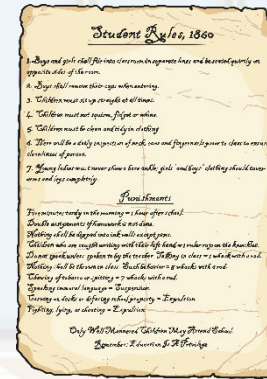 Student Rules, 1860
1. Boys and girls shall file into classroom in separate lines and be seated quietly on
opposite sides of the room.
2. Boys shall remove their caps when entering.
3. Children must sit up straight at all times.
4. Children must not squirm, fidget or whine.
5. Children must be clean and tidy in clothing
6. There will be a daily inspection of neck, ears and fingernails prior to class to ensure
cleanliness of person.
7. Young ladies must never show a bare ankle; girls' and boys' clothing should cover
arms and legs completely.
Punishments
Five minutes tardy in the morning = 1 hour after school.
Double assignments if homework is not done.
Nothing shall be dipped into ink wells except pens.
Children who are caught writing with their left hand = ruler raps on the knuckles.
Do not speak unless spoken to by the teacher. Talking in class = 1 whack with a rod.
Nothing shall be thrown in class. Such behavior = 5 whacks with a rod.
Chewing of tobacco or spitting = 7 whacks with a rod.
Speaking immoral language = Suspension
Carving on desks or defacing school property = Expulsion
Fighting, lying, or cheating = Expulsion
Only Well Mannered Children May Attend School.
Remember: Education Is A Privilege